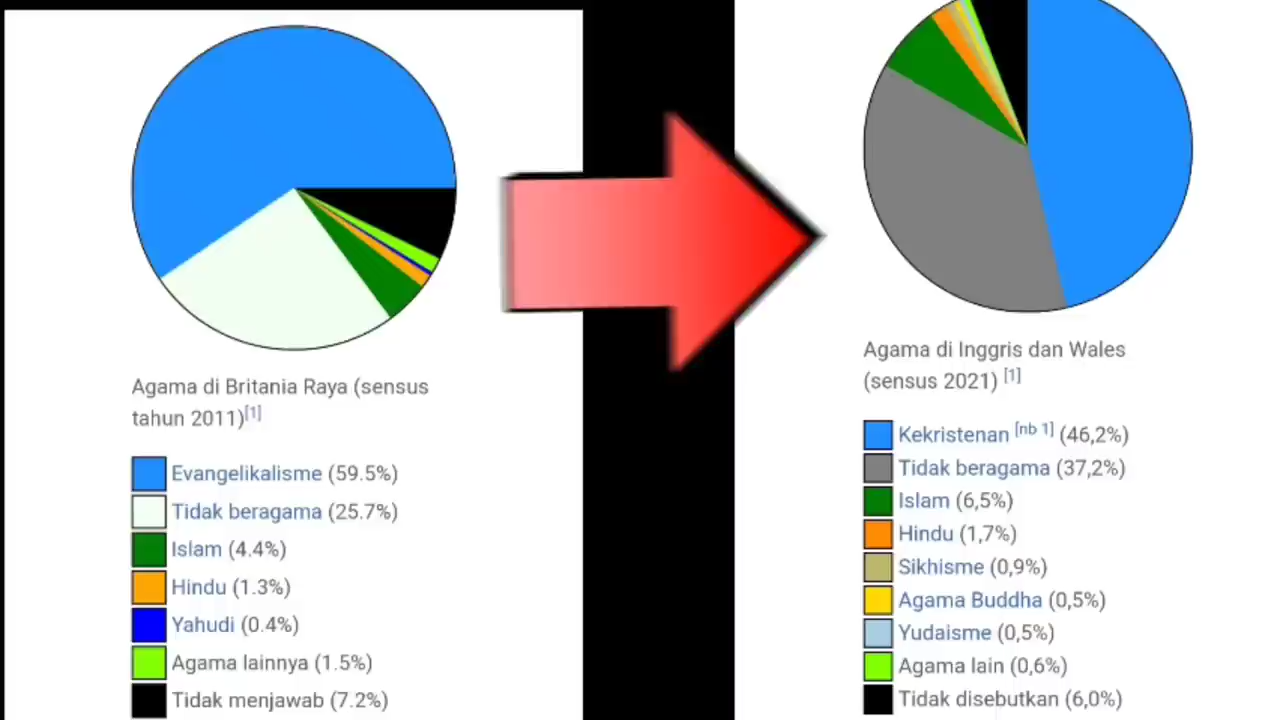 Agama di Britania Raya (sensus
tahun 2011)[1]
Evangelikalisme (59.5%)
Tidak beragama (25.7%)
Islam (4.4%)
Hindu (1.3%)
Yahudi (0.4%)
Agama lainnya (1.5%)
Tidak menjawab (7.2%)
Agama di Inggris dan Wales
(sensus 2021) [1]
Kekristenan [nb 1] (46,2%)
Tidak beragama (37,2%)
Islam (6,5%)
Hindu (1,7%)
Sikhisme (0,9%)
Agama Buddha (0,5%)
Yudaisme (0,5%)
Agama lain (0,6%)
Tidak disebutkan (6,0%)